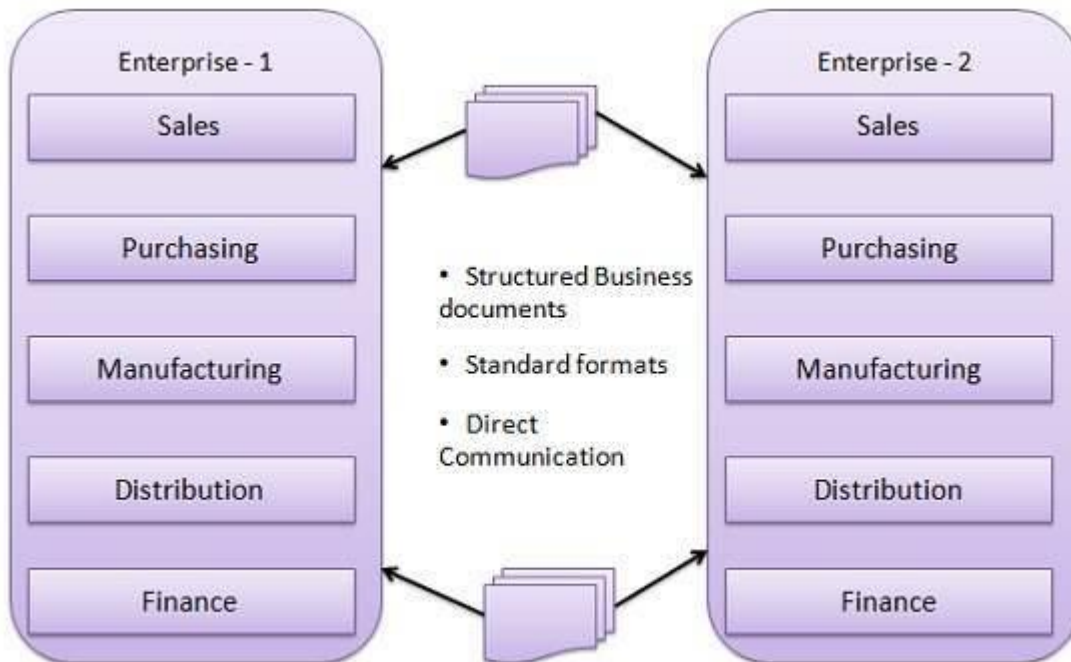 Enterprise - 1
Sales
Purchasing
Manufacturing
Distribution
Finance
• Structured Business
documents
• Standard formats
• Direct
Communication
Enterprise - 2
Sales
Purchasing
Manufacturing
Distribution
Finance